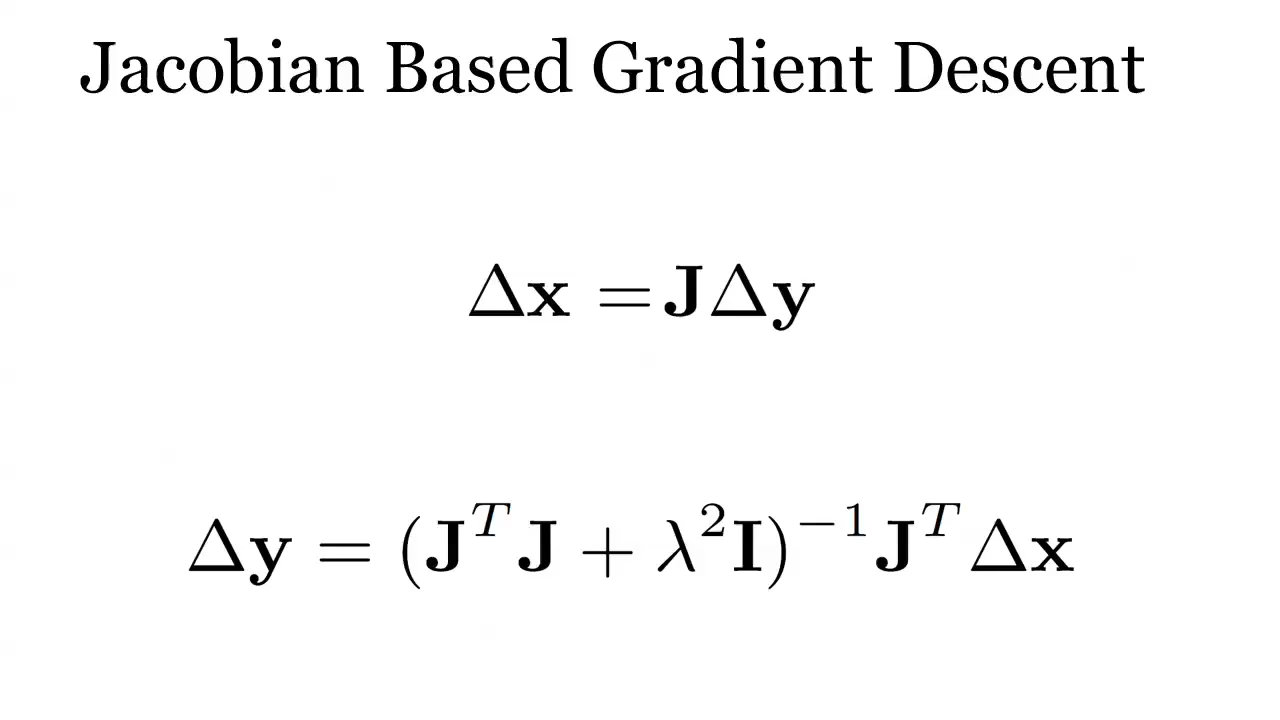 Jacobian Based Gradient Descent
Δx = JΔy
Δy = (JᵀJ + λ²I)⁻¹JᵀΔx